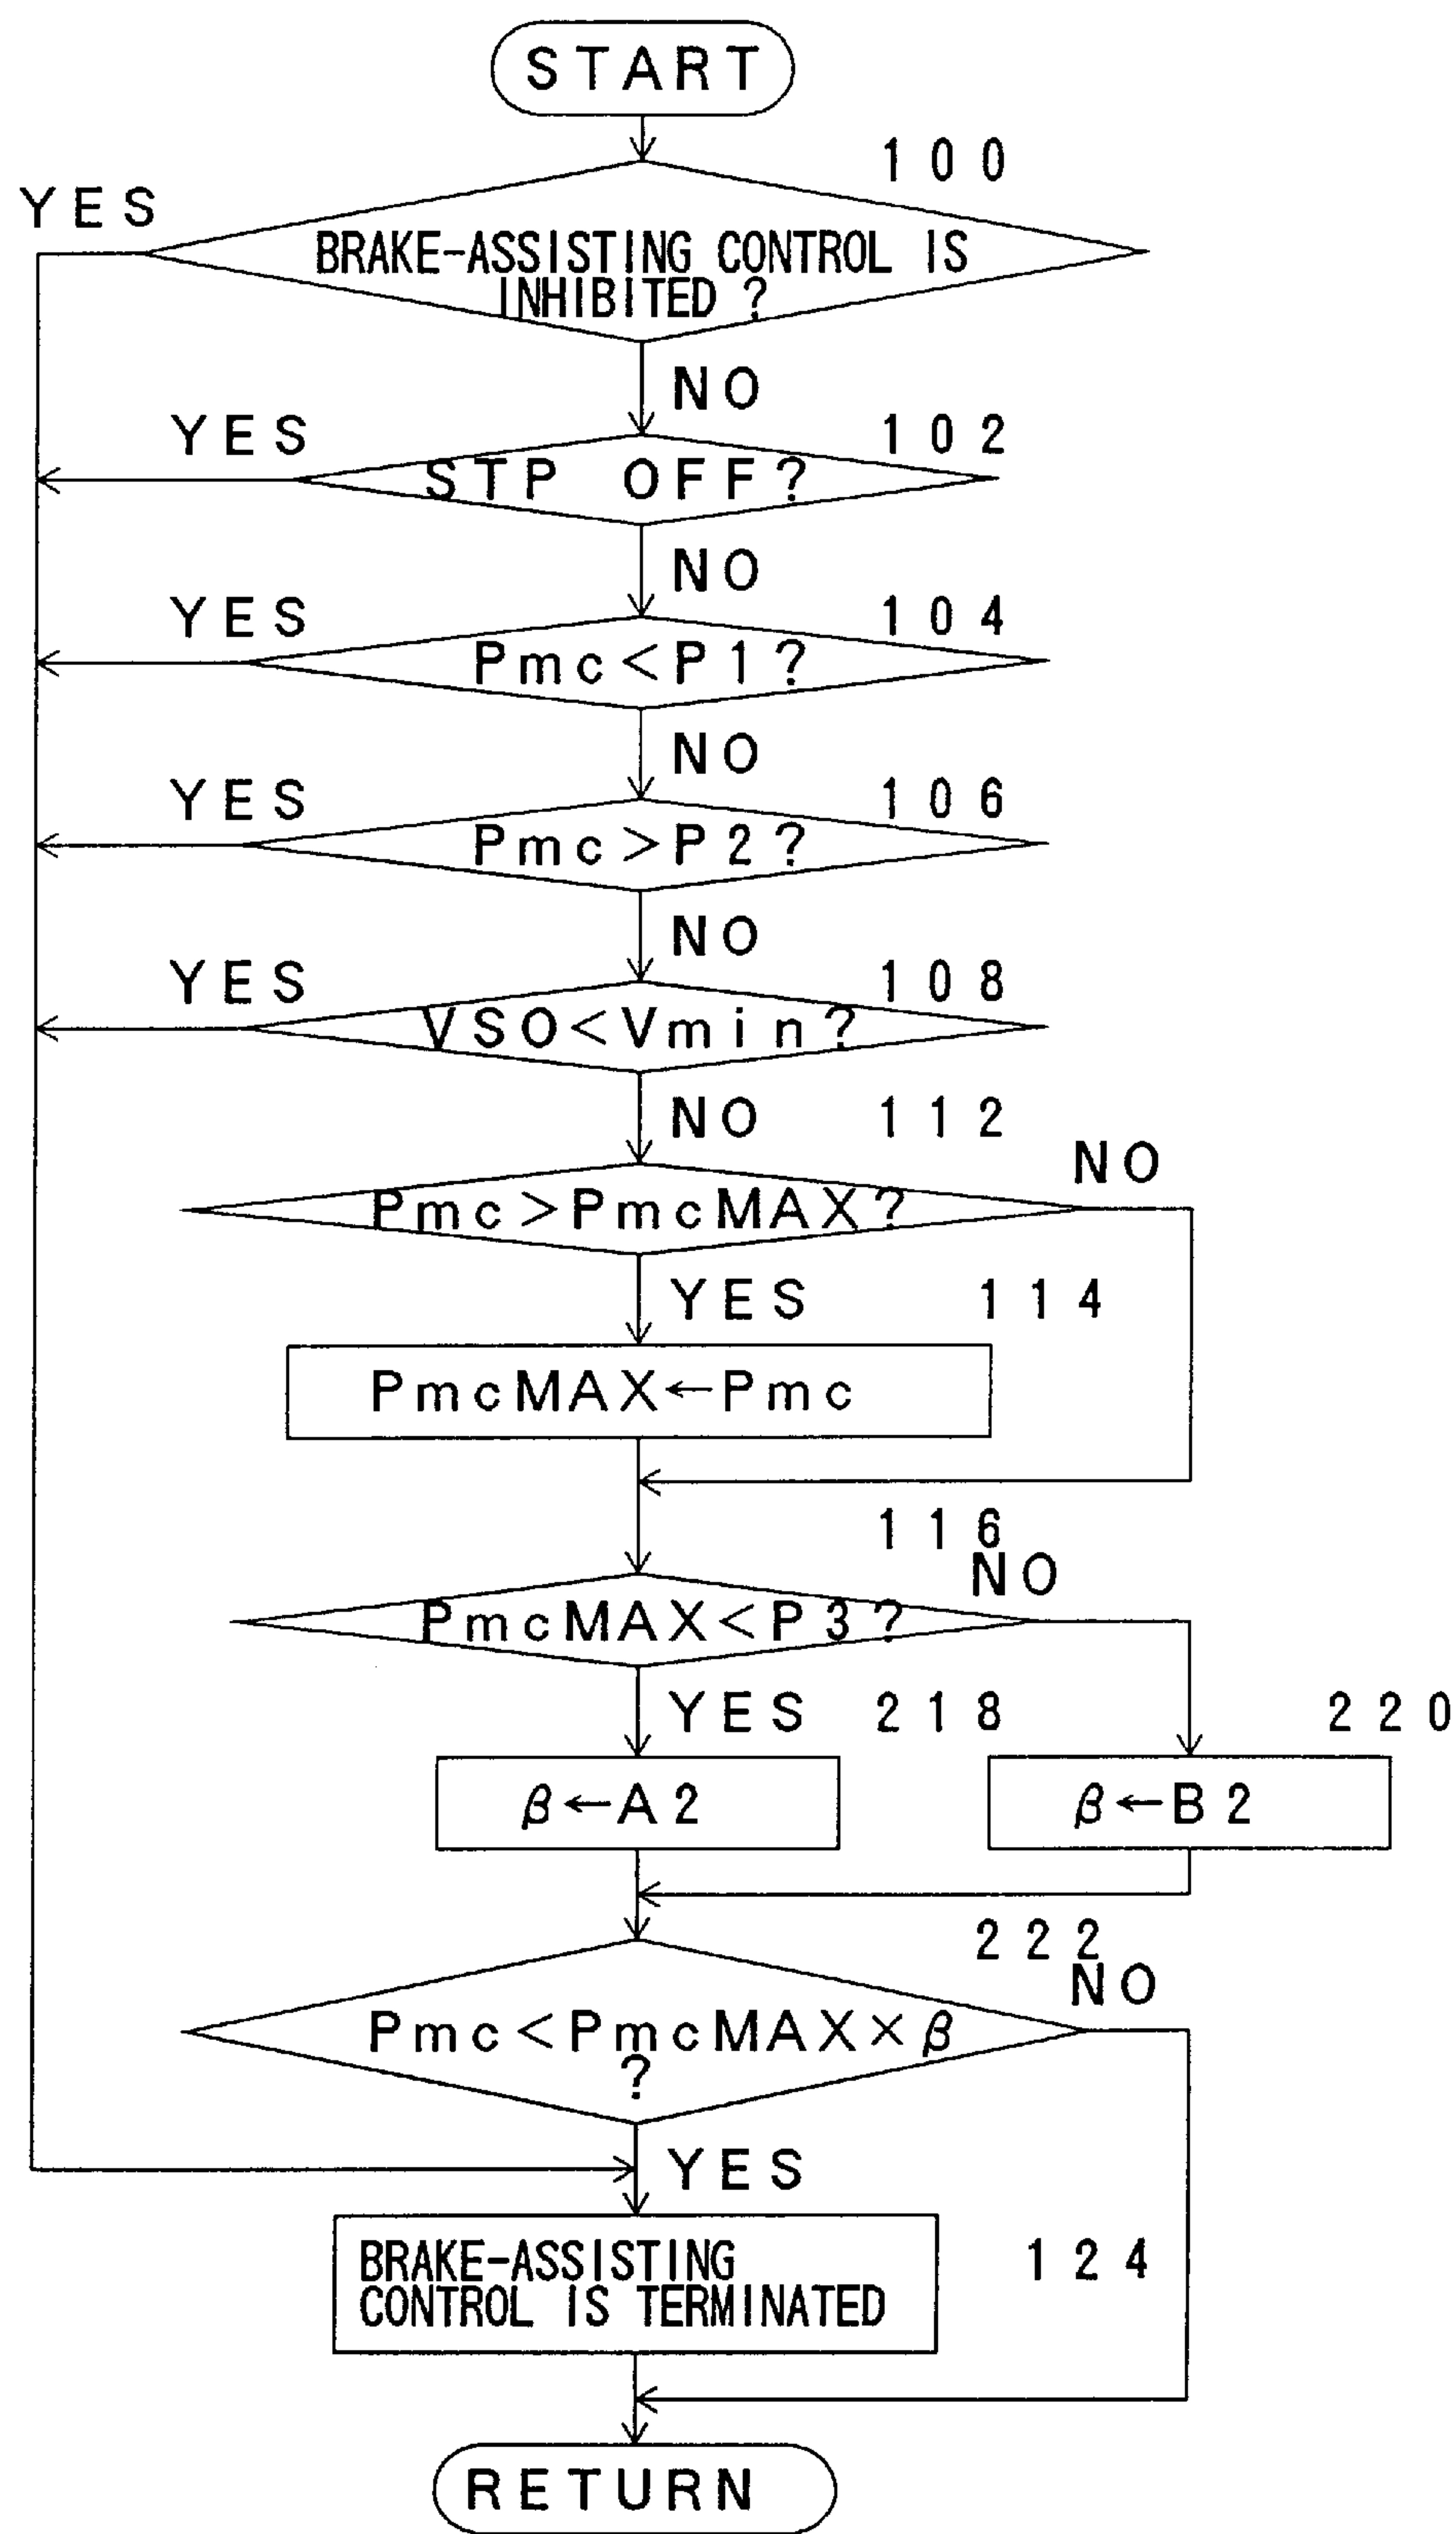 START
100
YES
BRAKE-ASSISTING CONTROL IS
INHIBITED ?
NO
YES
102
STP OFF?
NO
YES
104
Pmc<P1?
NO
YES
106
Pmc>P2?
NO
YES
108
VSO<Vmin?
NO
112
NO
Pmc>PmcMAX?
YES
114
PmcMAX←Pmc
116
NO
PmcMAX<P3?
YES
218
220
β←A2
β←B2
222
NO
Pmc<PmcMAX×β
?
YES
BRAKE-ASSISTING
CONTROL IS TERMINATED
124
RETURN